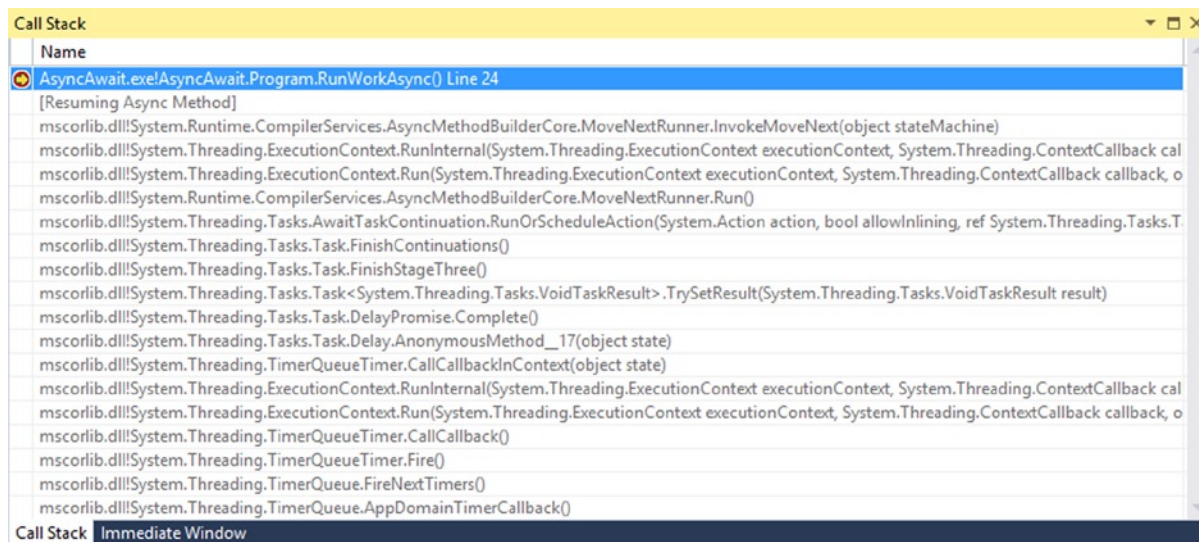 Call Stack
Name
AsyncAwait.exe!AsyncAwait.Program.RunWorkAsync() Line 24
[Resuming Async Method]
mscorlib.dll!System.Runtime.CompilerServices.AsyncMethodBuilderCore.MoveNextRunner.InvokeMoveNext(object stateMachine)
mscorlib.dll!System.Threading.ExecutionContext.RunInternal(System.Threading.ExecutionContext executionContext, System.Threading.ContextCallback cal
mscorlib.dll!System.Threading.ExecutionContext.Run(System.Threading.ExecutionContext executionContext, System.Threading.ContextCallback callback, o
mscorlib.dll!System.Runtime.CompilerServices.AsyncMethodBuilderCore.MoveNextRunner.Run()
mscorlib.dll!System.Threading.Tasks.AwaitTaskContinuation.RunOrScheduleAction(System.Action action, bool allowInlining, ref System.Threading.Tasks.T
mscorlib.dll!System.Threading.Tasks.Task.FinishContinuations()
mscorlib.dll!System.Threading.Tasks.Task.FinishStageThree()
mscorlib.dll!System.Threading.Tasks.Task<System.Threading.Tasks.VoidTaskResult>.TrySetResult(System.Threading.Tasks.VoidTaskResult result)
mscorlib.dll!System.Threading.Tasks.Task.DelayPromise.Complete()
mscorlib.dll!System.Threading.Tasks.Task.Delay.AnonymousMethod__17(object state)
mscorlib.dll!System.Threading.TimerQueueTimer.CallCallbackInContext(object state)
mscorlib.dll!System.Threading.ExecutionContext.RunInternal(System.Threading.ExecutionContext executionContext, System.Threading.ContextCallback cal
mscorlib.dll!System.Threading.ExecutionContext.Run(System.Threading.ExecutionContext executionContext, System.Threading.ContextCallback callback, o
mscorlib.dll!System.Threading.TimerQueueTimer.CallCallback()
mscorlib.dll!System.Threading.TimerQueueTimer.Fire()
mscorlib.dll!System.Threading.TimerQueue.FireNextTimers()
mscorlib.dll!System.Threading.TimerQueue.AppDomainTimerCallback()
Call Stack Immediate Window